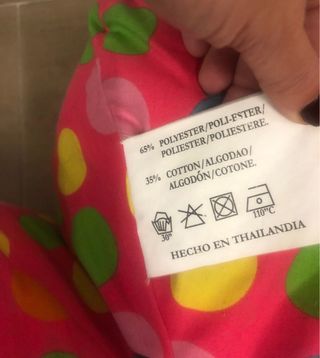 65% POLYESTER/POLI-ESTER/
POLIESTER/POLIESTERE.
35% COTTON/ALGODAO/
ALGODÓN/COTONE.
30° 110°C
HECHO EN THAILANDIA